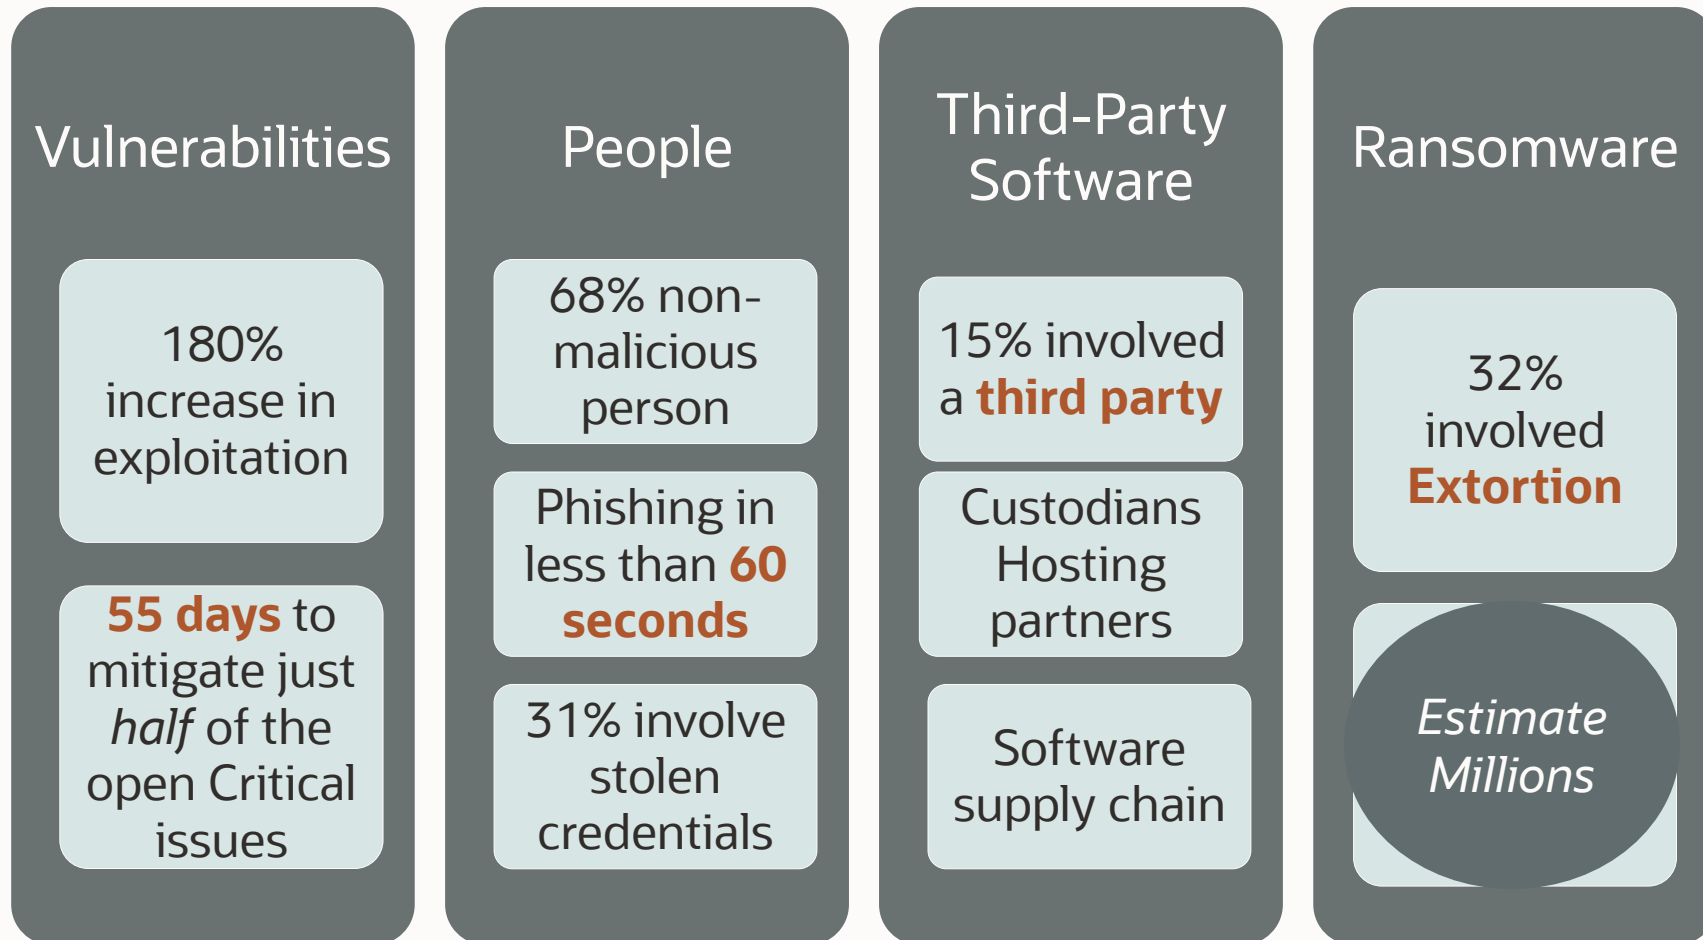 Vulnerabilities
180%
increase in
exploitation
55 days to
mitigate just
half of the
open Critical
issues
People
68% non-
malicious
person
Phishing in
less than 60
seconds
31% involve
stolen
credentials
Third-Party
Software
15% involved
a third party
Custodians
Hosting
partners
Software
supply chain
Ransomware
32%
involved
Extortion
Estimate
Millions